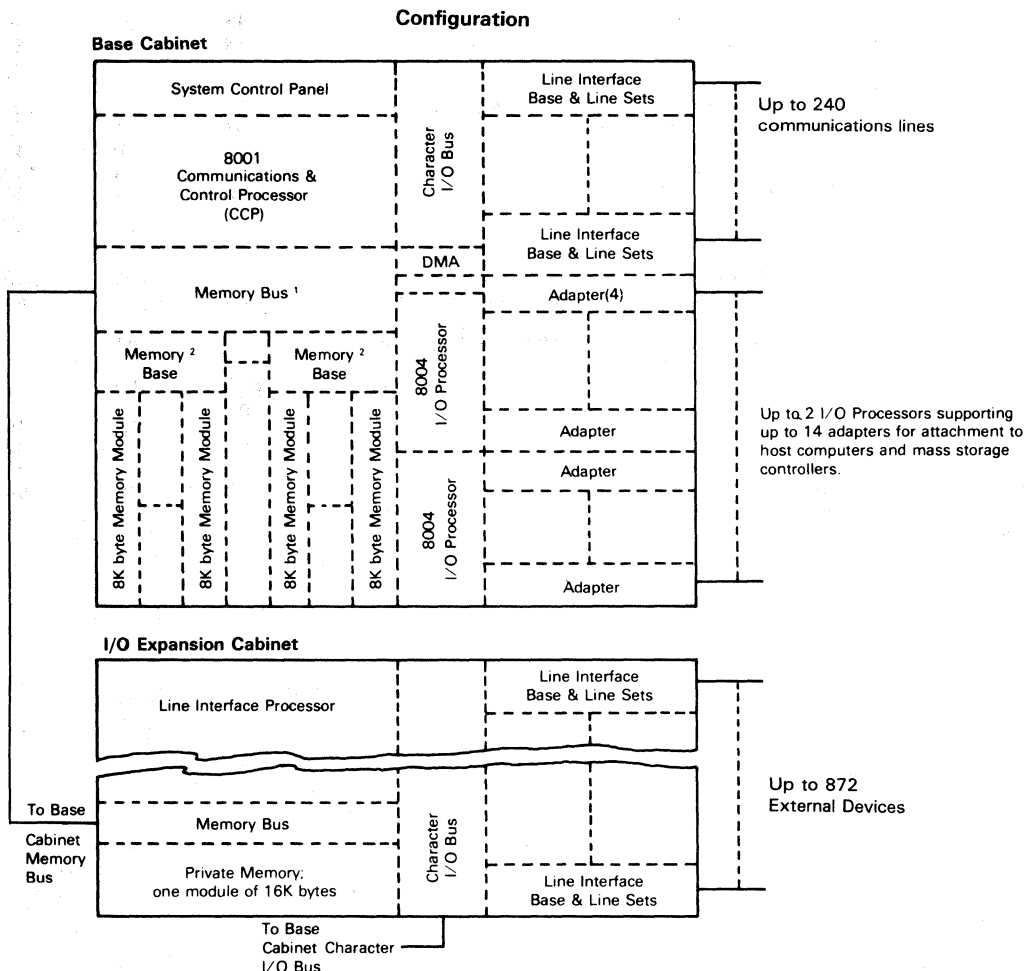 Configuration
Base Cabinet
System Control Panel
8001
Communications &
Control Processor
(CCP)
Character
I/O Bus
Line Interface
Base & Line Sets
Up to 240
communications lines
Line Interface
Base & Line Sets
DMA
Memory Bus ¹
Adapter(4)
8004
I/O Processor
Memory ²
Base
Memory ²
Base
8K byte Memory Module
8K byte Memory Module
8K byte Memory Module
8K byte Memory Module
Adapter
Adapter
8004
I/O Processor
Adapter
Up to 2 I/O Processors supporting
up to 14 adapters for attachment to
host computers and mass storage
controllers.
I/O Expansion Cabinet
Line Interface Processor
Line Interface
Base & Line Sets
Up to 872
External Devices
To Base
Cabinet
Memory
Bus
Memory Bus
Character
I/O Bus
Private Memory;
one module of 16K bytes
Line Interface
Base & Line Sets
To Base
Cabinet Character
I/O Bus